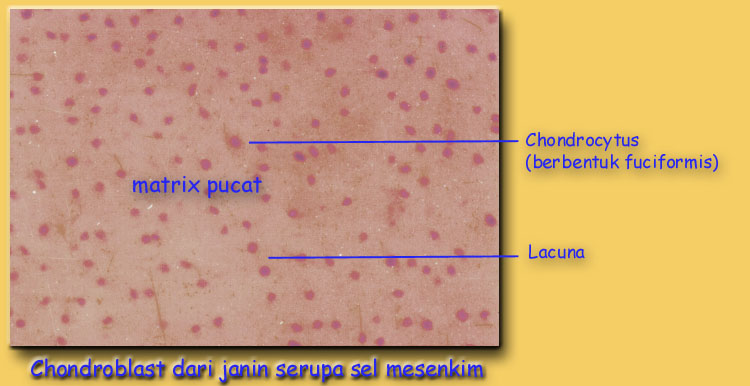 Chondrocytus
(berbentuk fuciformis)
matrix pucat
Lacuna
Chondroblast dari janin serupa sel mesenkim